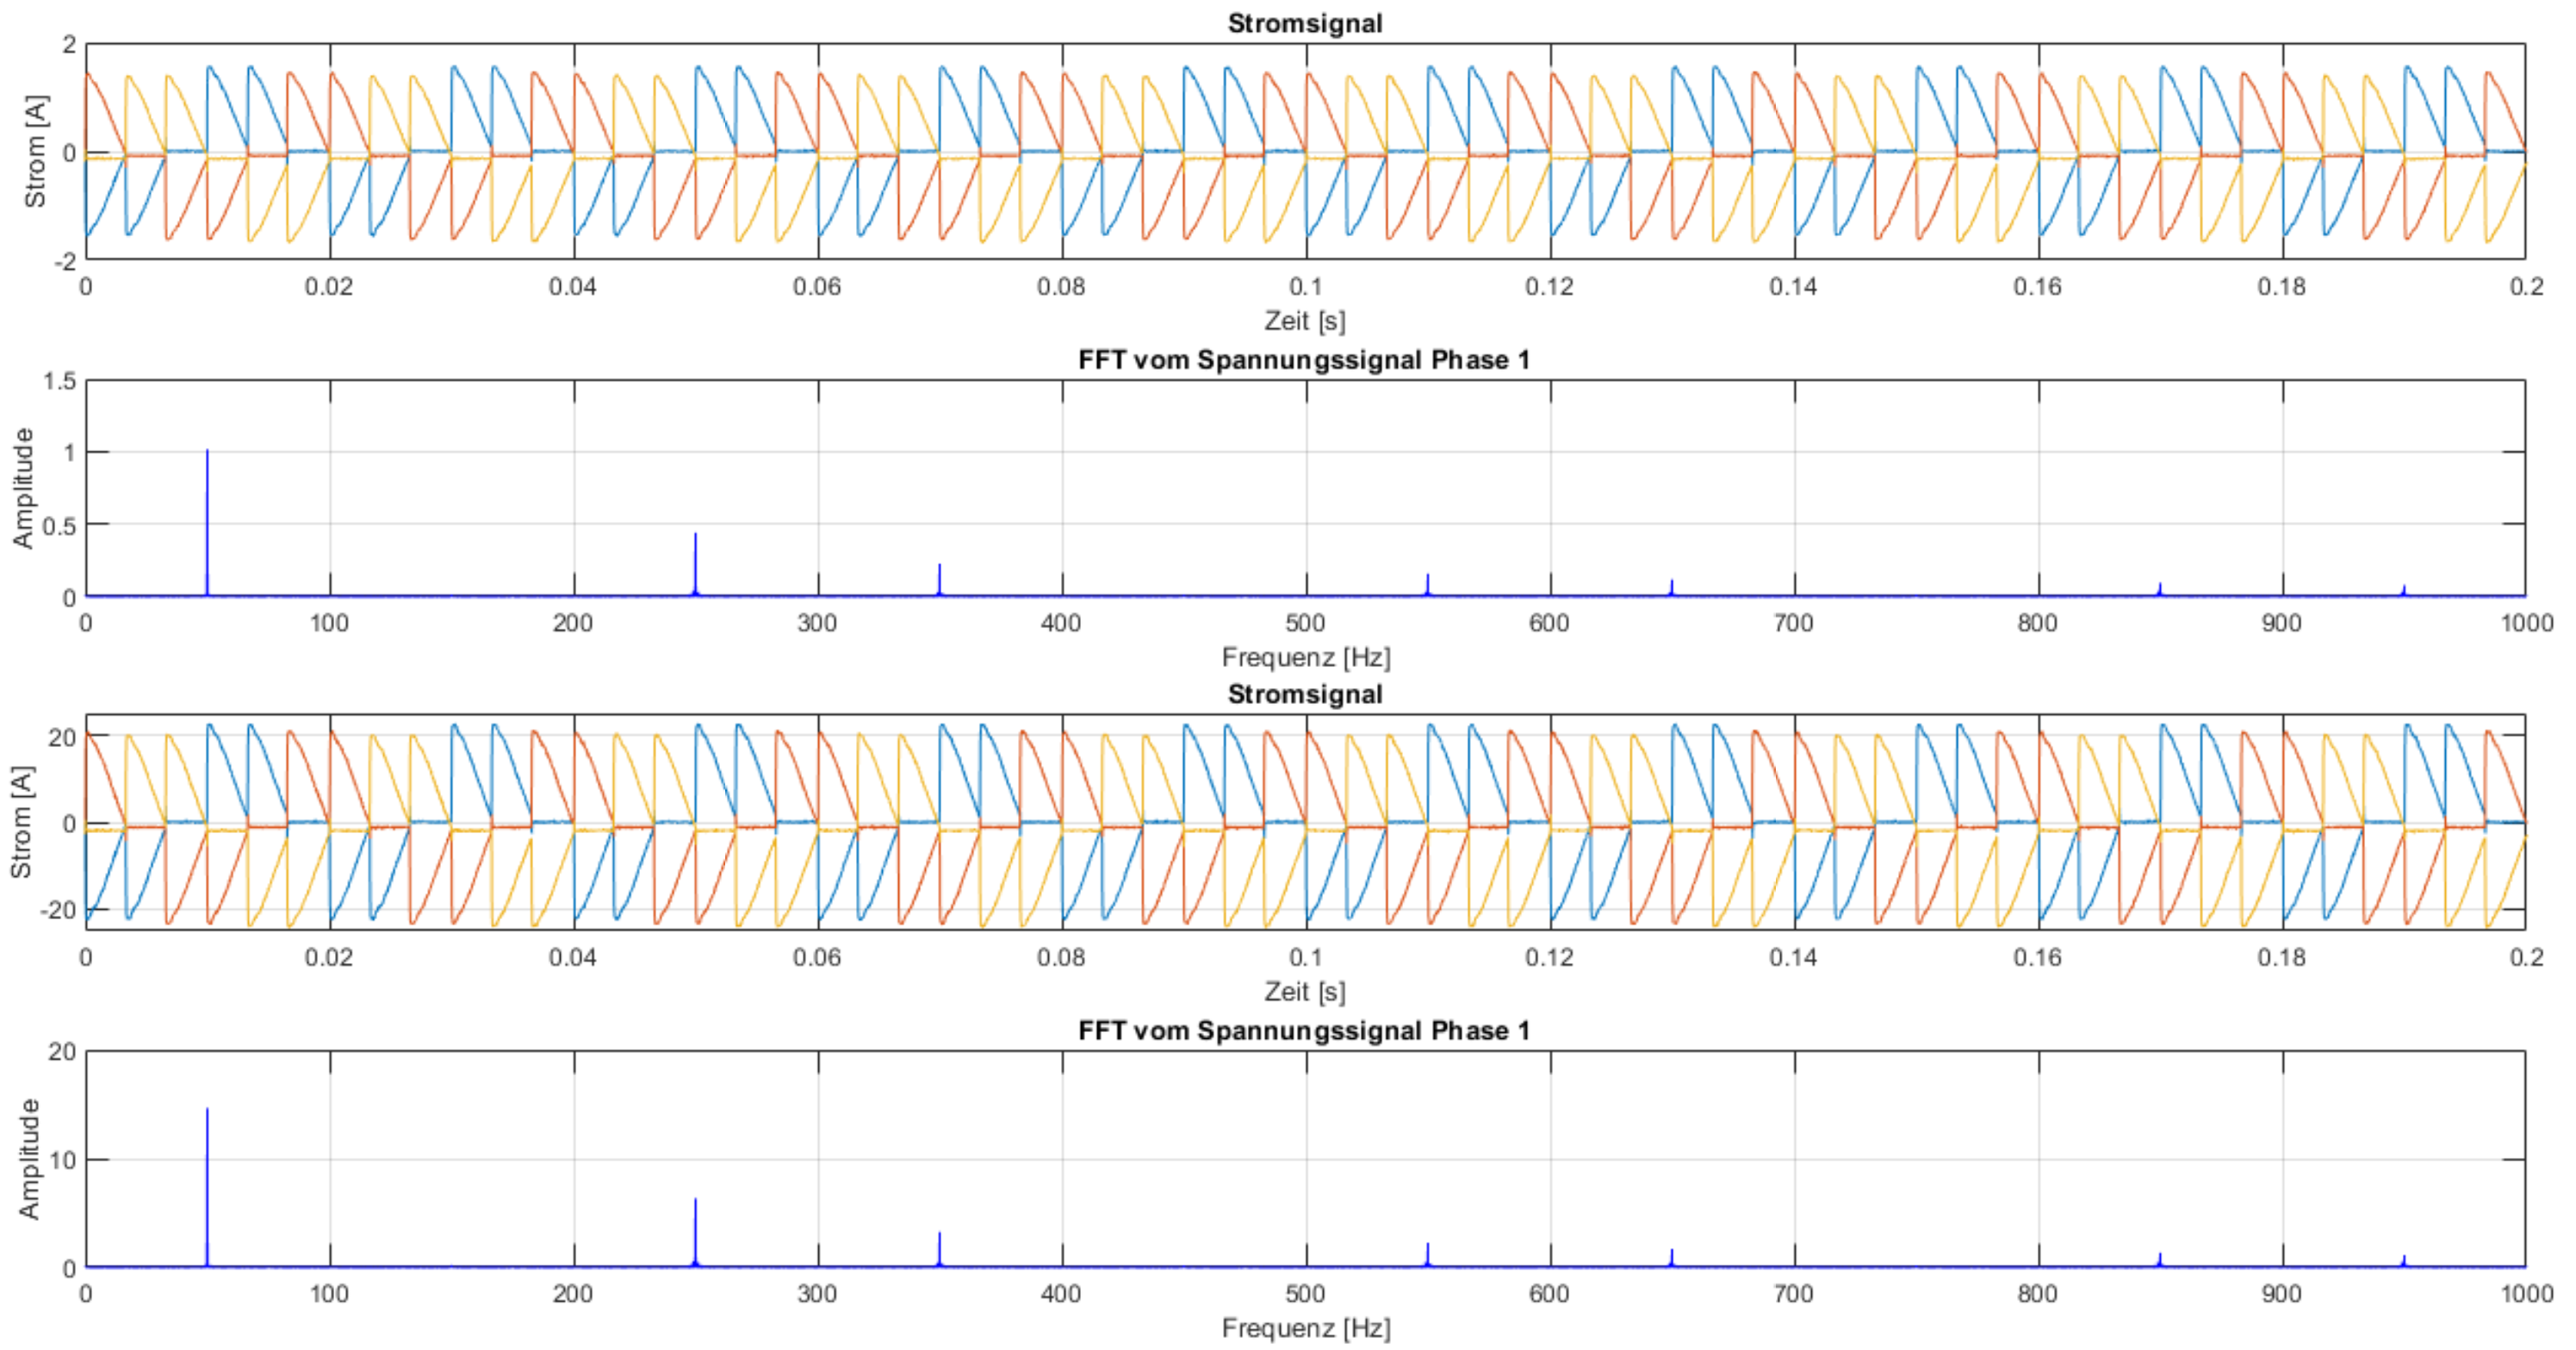 Stromsignal
2
0
-2
Strom [A]
0 0.02 0.04 0.06 0.08 0.1 0.12 0.14 0.16 0.18 0.2
Zeit [s]
FFT vom Spannungssignal Phase 1
1.5
1
0.5
0
Amplitude
0 100 200 300 400 500 600 700 800 900 1000
Frequenz [Hz]
Stromsignal
20
0
-20
Strom [A]
0 0.02 0.04 0.06 0.08 0.1 0.12 0.14 0.16 0.18 0.2
Zeit [s]
FFT vom Spannungssignal Phase 1
20
10
0
Amplitude
0 100 200 300 400 500 600 700 800 900 1000
Frequenz [Hz]